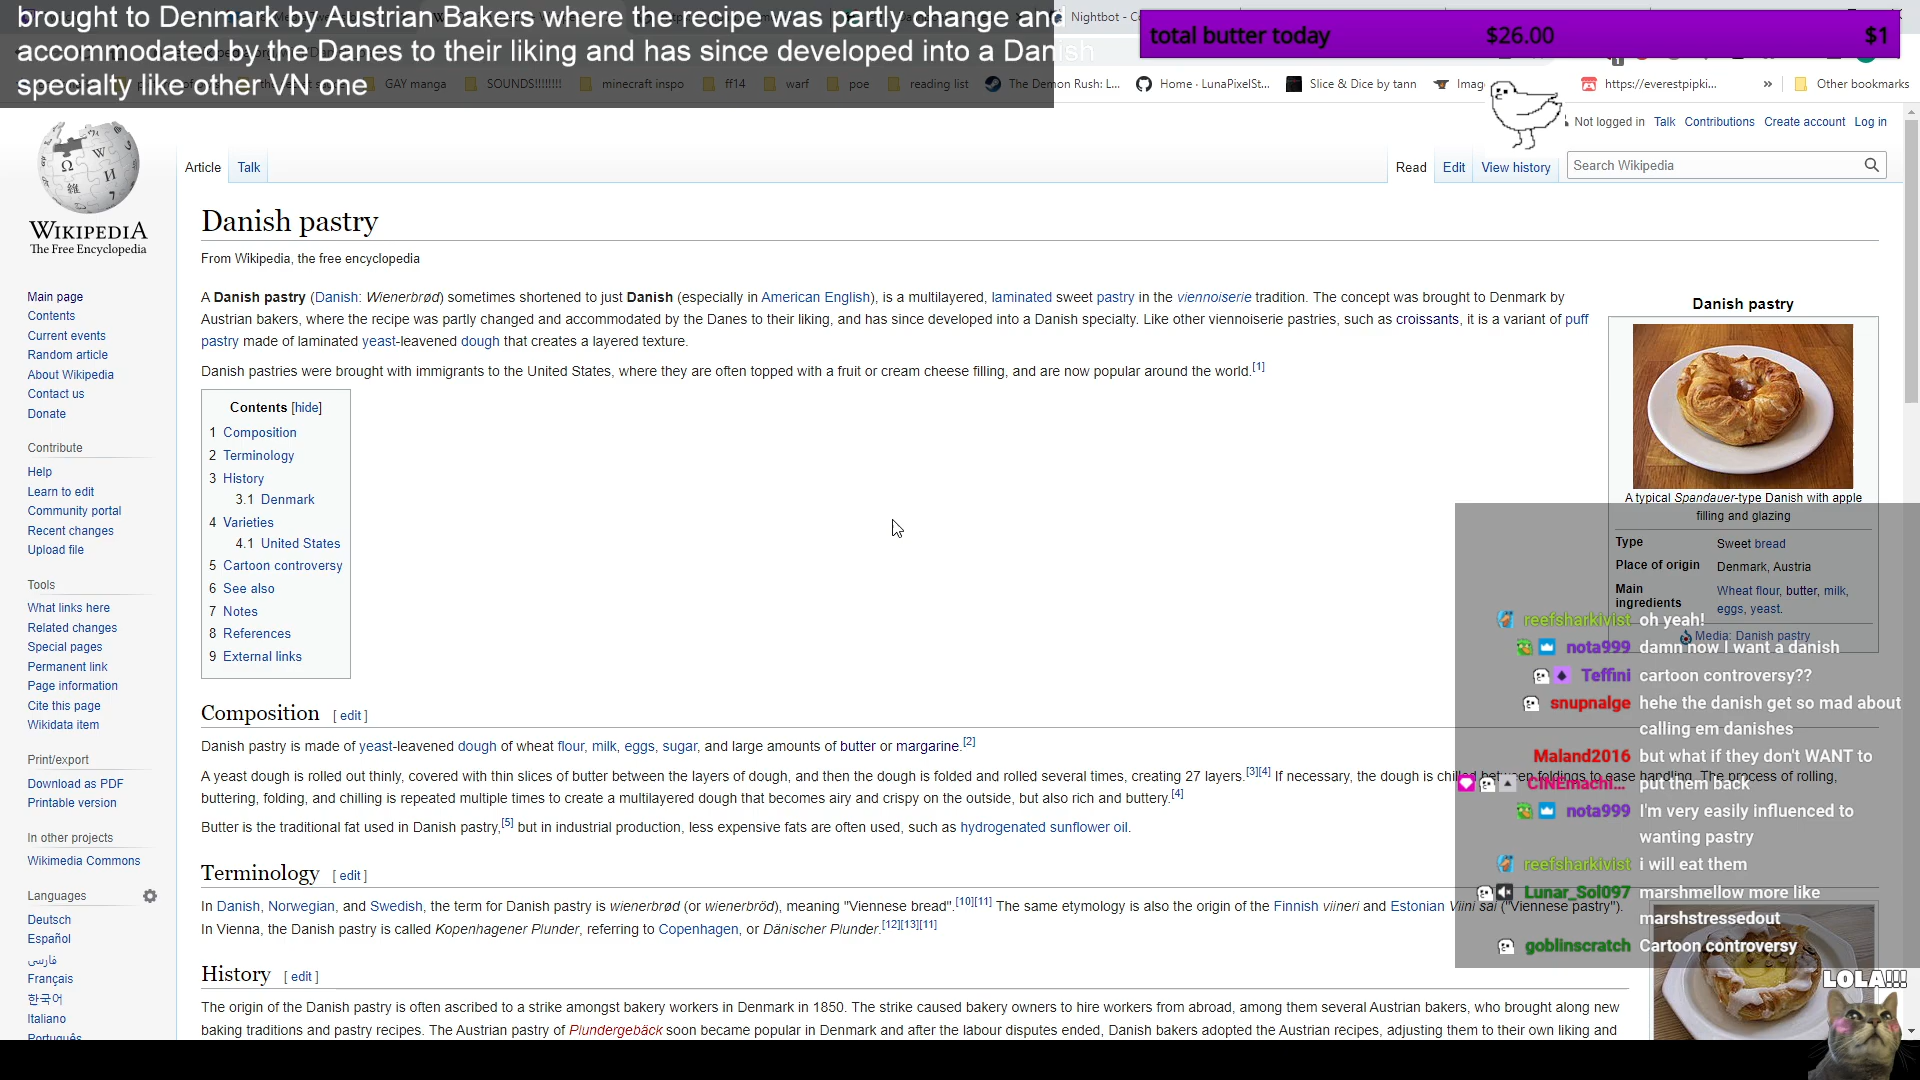 brought to Denmark by Austrian Bakers where the recipe was partly change and
accommodated by the Danes to their liking and has since developed into a Danish
specialty like other VN one
Nightbot - C
total butter today $26.00 $1
GAY manga
SOUNDS!!!!!!!!
minecraft inspo
ff14
warf
poe
reading list
The Demon Rush: L...
Home · LunaPixelSt...
Slice & Dice by tann
Imag
https://everestpipki...
»
Other bookmarks
WIKIPEDIA
The Free Encyclopedia
Not logged in Talk Contributions Create account Log in
Article Talk
Read Edit View history
Search Wikipedia
Main page
Contents
Current events
Random article
About Wikipedia
Contact us
Donate
Contribute
Help
Learn to edit
Community portal
Recent changes
Upload file
Tools
What links here
Related changes
Special pages
Permanent link
Page information
Cite this page
Wikidata item
Print/export
Download as PDF
Printable version
In other projects
Wikimedia Commons
Languages
Deutsch
Español
فارسی
Français
한국어
Italiano
Português
Danish pastry
From Wikipedia, the free encyclopedia
A Danish pastry (Danish: Wienerbrød) sometimes shortened to just Danish (especially in American English), is a multilayered, laminated sweet pastry in the viennoiserie tradition. The concept was brought to Denmark by
Austrian bakers, where the recipe was partly changed and accommodated by the Danes to their liking, and has since developed into a Danish specialty. Like other viennoiserie pastries, such as croissants, it is a variant of puff
pastry made of laminated yeast-leavened dough that creates a layered texture.
Danish pastries were brought with immigrants to the United States, where they are often topped with a fruit or cream cheese filling, and are now popular around the world.[1]
Contents [hide]
1 Composition
2 Terminology
3 History
3.1 Denmark
4 Varieties
4.1 United States
5 Cartoon controversy
6 See also
7 Notes
8 References
9 External links
Danish pastry
A typical Spandauer-type Danish with apple
filling and glazing
Type Sweet bread
Place of origin Denmark, Austria
Main Wheat flour, butter, milk,
ingredients eggs, yeast.
Media: Danish pastry
Composition [ edit ]
Danish pastry is made of yeast-leavened dough of wheat flour, milk, eggs, sugar, and large amounts of butter or margarine.[2]
A yeast dough is rolled out thinly, covered with thin slices of butter between the layers of dough, and then the dough is folded and rolled several times, creating 27 layers.[3][4] If necessary, the dough is chilled between foldings to ease handling. The process of rolling,
buttering, folding, and chilling is repeated multiple times to create a multilayered dough that becomes airy and crispy on the outside, but also rich and buttery.[4]
Butter is the traditional fat used in Danish pastry,[5] but in industrial production, less expensive fats are often used, such as hydrogenated sunflower oil.
Terminology [ edit ]
In Danish, Norwegian, and Swedish, the term for Danish pastry is wienerbrød (or wienerbröd), meaning "Viennese bread".[10][11] The same etymology is also the origin of the Finnish viineri and Estonian Viini sai ("Viennese pastry").
In Vienna, the Danish pastry is called Kopenhagener Plunder, referring to Copenhagen, or Dänischer Plunder.[12][13][11]
History [ edit ]
The origin of the Danish pastry is often ascribed to a strike amongst bakery workers in Denmark in 1850. The strike caused bakery owners to hire workers from abroad, among them several Austrian bakers, who brought along new
baking traditions and pastry recipes. The Austrian pastry of Plundergebäck soon became popular in Denmark and after the labour disputes ended, Danish bakers adopted the Austrian recipes, adjusting them to their own liking and
reefsharkivist oh yeah!
nota999 damn now I want a danish
Teffini cartoon controversy??
snupnalge hehe the danish get so mad about
calling em danishes
Maland2016 but what if they don't WANT to
CINEmachi... put them back
nota999 I'm very easily influenced to
wanting pastry
reefsharkivist i will eat them
Lunar_Sol097 marshmellow more like
marshstressedout
goblinscratch Cartoon controversy
LOLA!!!